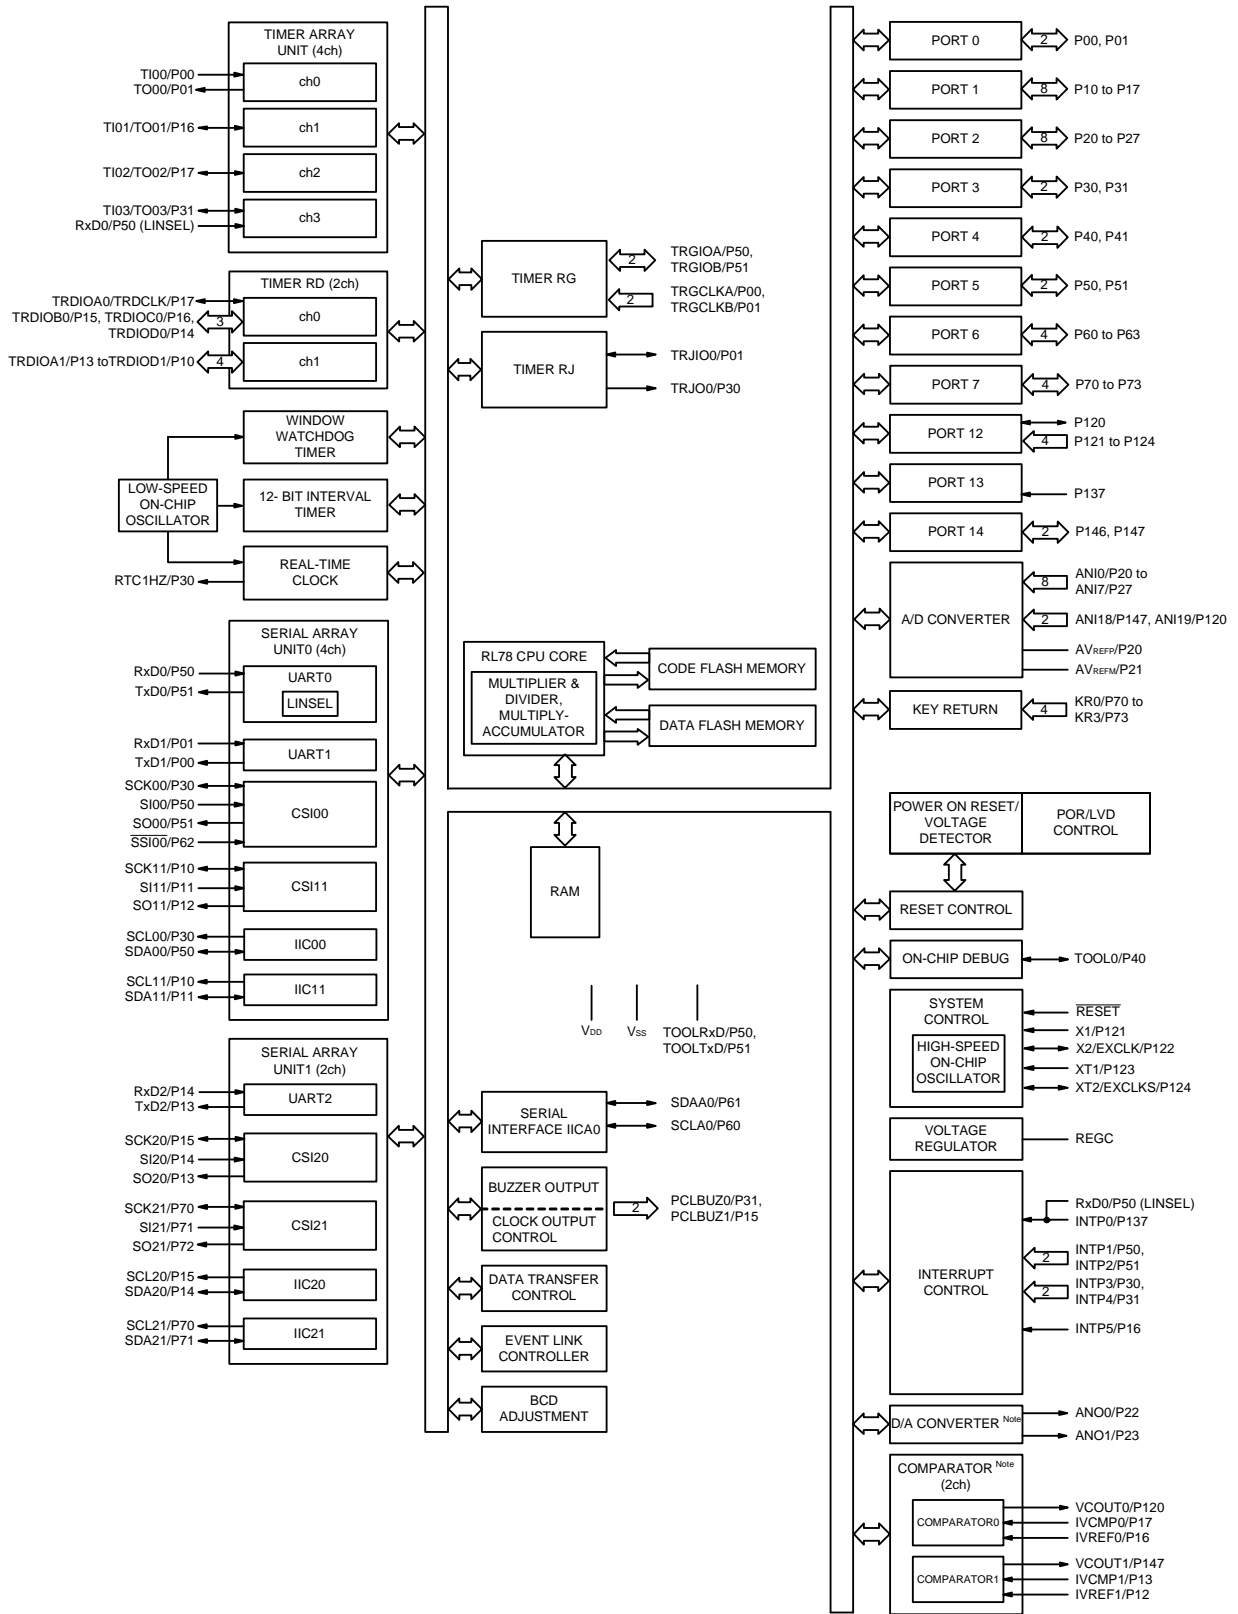 TIMER ARRAY
UNIT (4ch)
TI00/P00
TO00/P01
ch0
TI01/TO01/P16
ch1
TI02/TO02/P17
ch2
TI03/TO03/P31
RxD0/P50 (LINSEL)
ch3
TIMER RD (2ch)
TRDIOA0/TRDCLK/P17
TRDIOB0/P15, TRDIOC0/P16,
TRDIOD0/P14
3
ch0
TRDIOA1/P13 toTRDIOD1/P10
4
ch1
WINDOW
WATCHDOG
TIMER
LOW-SPEED
ON-CHIP
OSCILLATOR
12- BIT INTERVAL
TIMER
RTC1HZ/P30
REAL-TIME
CLOCK
SERIAL ARRAY
UNIT0 (4ch)
RxD0/P50
TxD0/P51
UART0
LINSEL
RxD1/P01
TxD1/P00
UART1
SCK00/P30
SI00/P50
SO00/P51
SSI00/P62
CSI00
SCK11/P10
SI11/P11
SO11/P12
CSI11
SCL00/P30
SDA00/P50
IIC00
SCL11/P10
SDA11/P11
IIC11
SERIAL ARRAY
UNIT1 (2ch)
RxD2/P14
TxD2/P13
UART2
SCK20/P15
SI20/P14
SO20/P13
CSI20
SCK21/P70
SI21/P71
SO21/P72
CSI21
SCL20/P15
SDA20/P14
IIC20
SCL21/P70
SDA21/P71
IIC21
TIMER RG
2
TRGIOA/P50,
TRGIOB/P51
2
TRGCLKA/P00,
TRGCLKB/P01
TIMER RJ
TRJIO0/P01
TRJO0/P30
RL78 CPU CORE
MULTIPLIER &
DIVIDER,
MULTIPLY-
ACCUMULATOR
CODE FLASH MEMORY
DATA FLASH MEMORY
RAM
VDD
VSS
TOOLRxD/P50,
TOOLTxD/P51
SERIAL
INTERFACE IICA0
SDAA0/P61
SCLA0/P60
BUZZER OUTPUT
CLOCK OUTPUT
CONTROL
2
PCLBUZ0/P31,
PCLBUZ1/P15
DATA TRANSFER
CONTROL
EVENT LINK
CONTROLLER
BCD
ADJUSTMENT
PORT 0
2
P00, P01
PORT 1
8
P10 to P17
PORT 2
8
P20 to P27
PORT 3
2
P30, P31
PORT 4
2
P40, P41
PORT 5
2
P50, P51
PORT 6
4
P60 to P63
PORT 7
4
P70 to P73
PORT 12
P120
4
P121 to P124
PORT 13
P137
PORT 14
2
P146, P147
A/D CONVERTER
8
ANI0/P20 to
ANI7/P27
2
ANI18/P147, ANI19/P120
AVREFP/P20
AVREFM/P21
KEY RETURN
4
KR0/P70 to
KR3/P73
POWER ON RESET/
VOLTAGE
DETECTOR
POR/LVD
CONTROL
RESET CONTROL
ON-CHIP DEBUG
TOOL0/P40
SYSTEM
CONTROL
HIGH-SPEED
ON-CHIP
OSCILLATOR
RESET
X1/P121
X2/EXCLK/P122
XT1/P123
XT2/EXCLKS/P124
VOLTAGE
REGULATOR
REGC
INTERRUPT
CONTROL
RxD0/P50 (LINSEL)
INTP0/P137
2
INTP1/P50,
INTP2/P51
2
INTP3/P30,
INTP4/P31
INTP5/P16
D/A CONVERTER Note
ANO0/P22
ANO1/P23
COMPARATOR Note
(2ch)
COMPARATOR0
VCOUT0/P120
IVCMP0/P17
IVREF0/P16
COMPARATOR1
VCOUT1/P147
IVCMP1/P13
IVREF1/P12